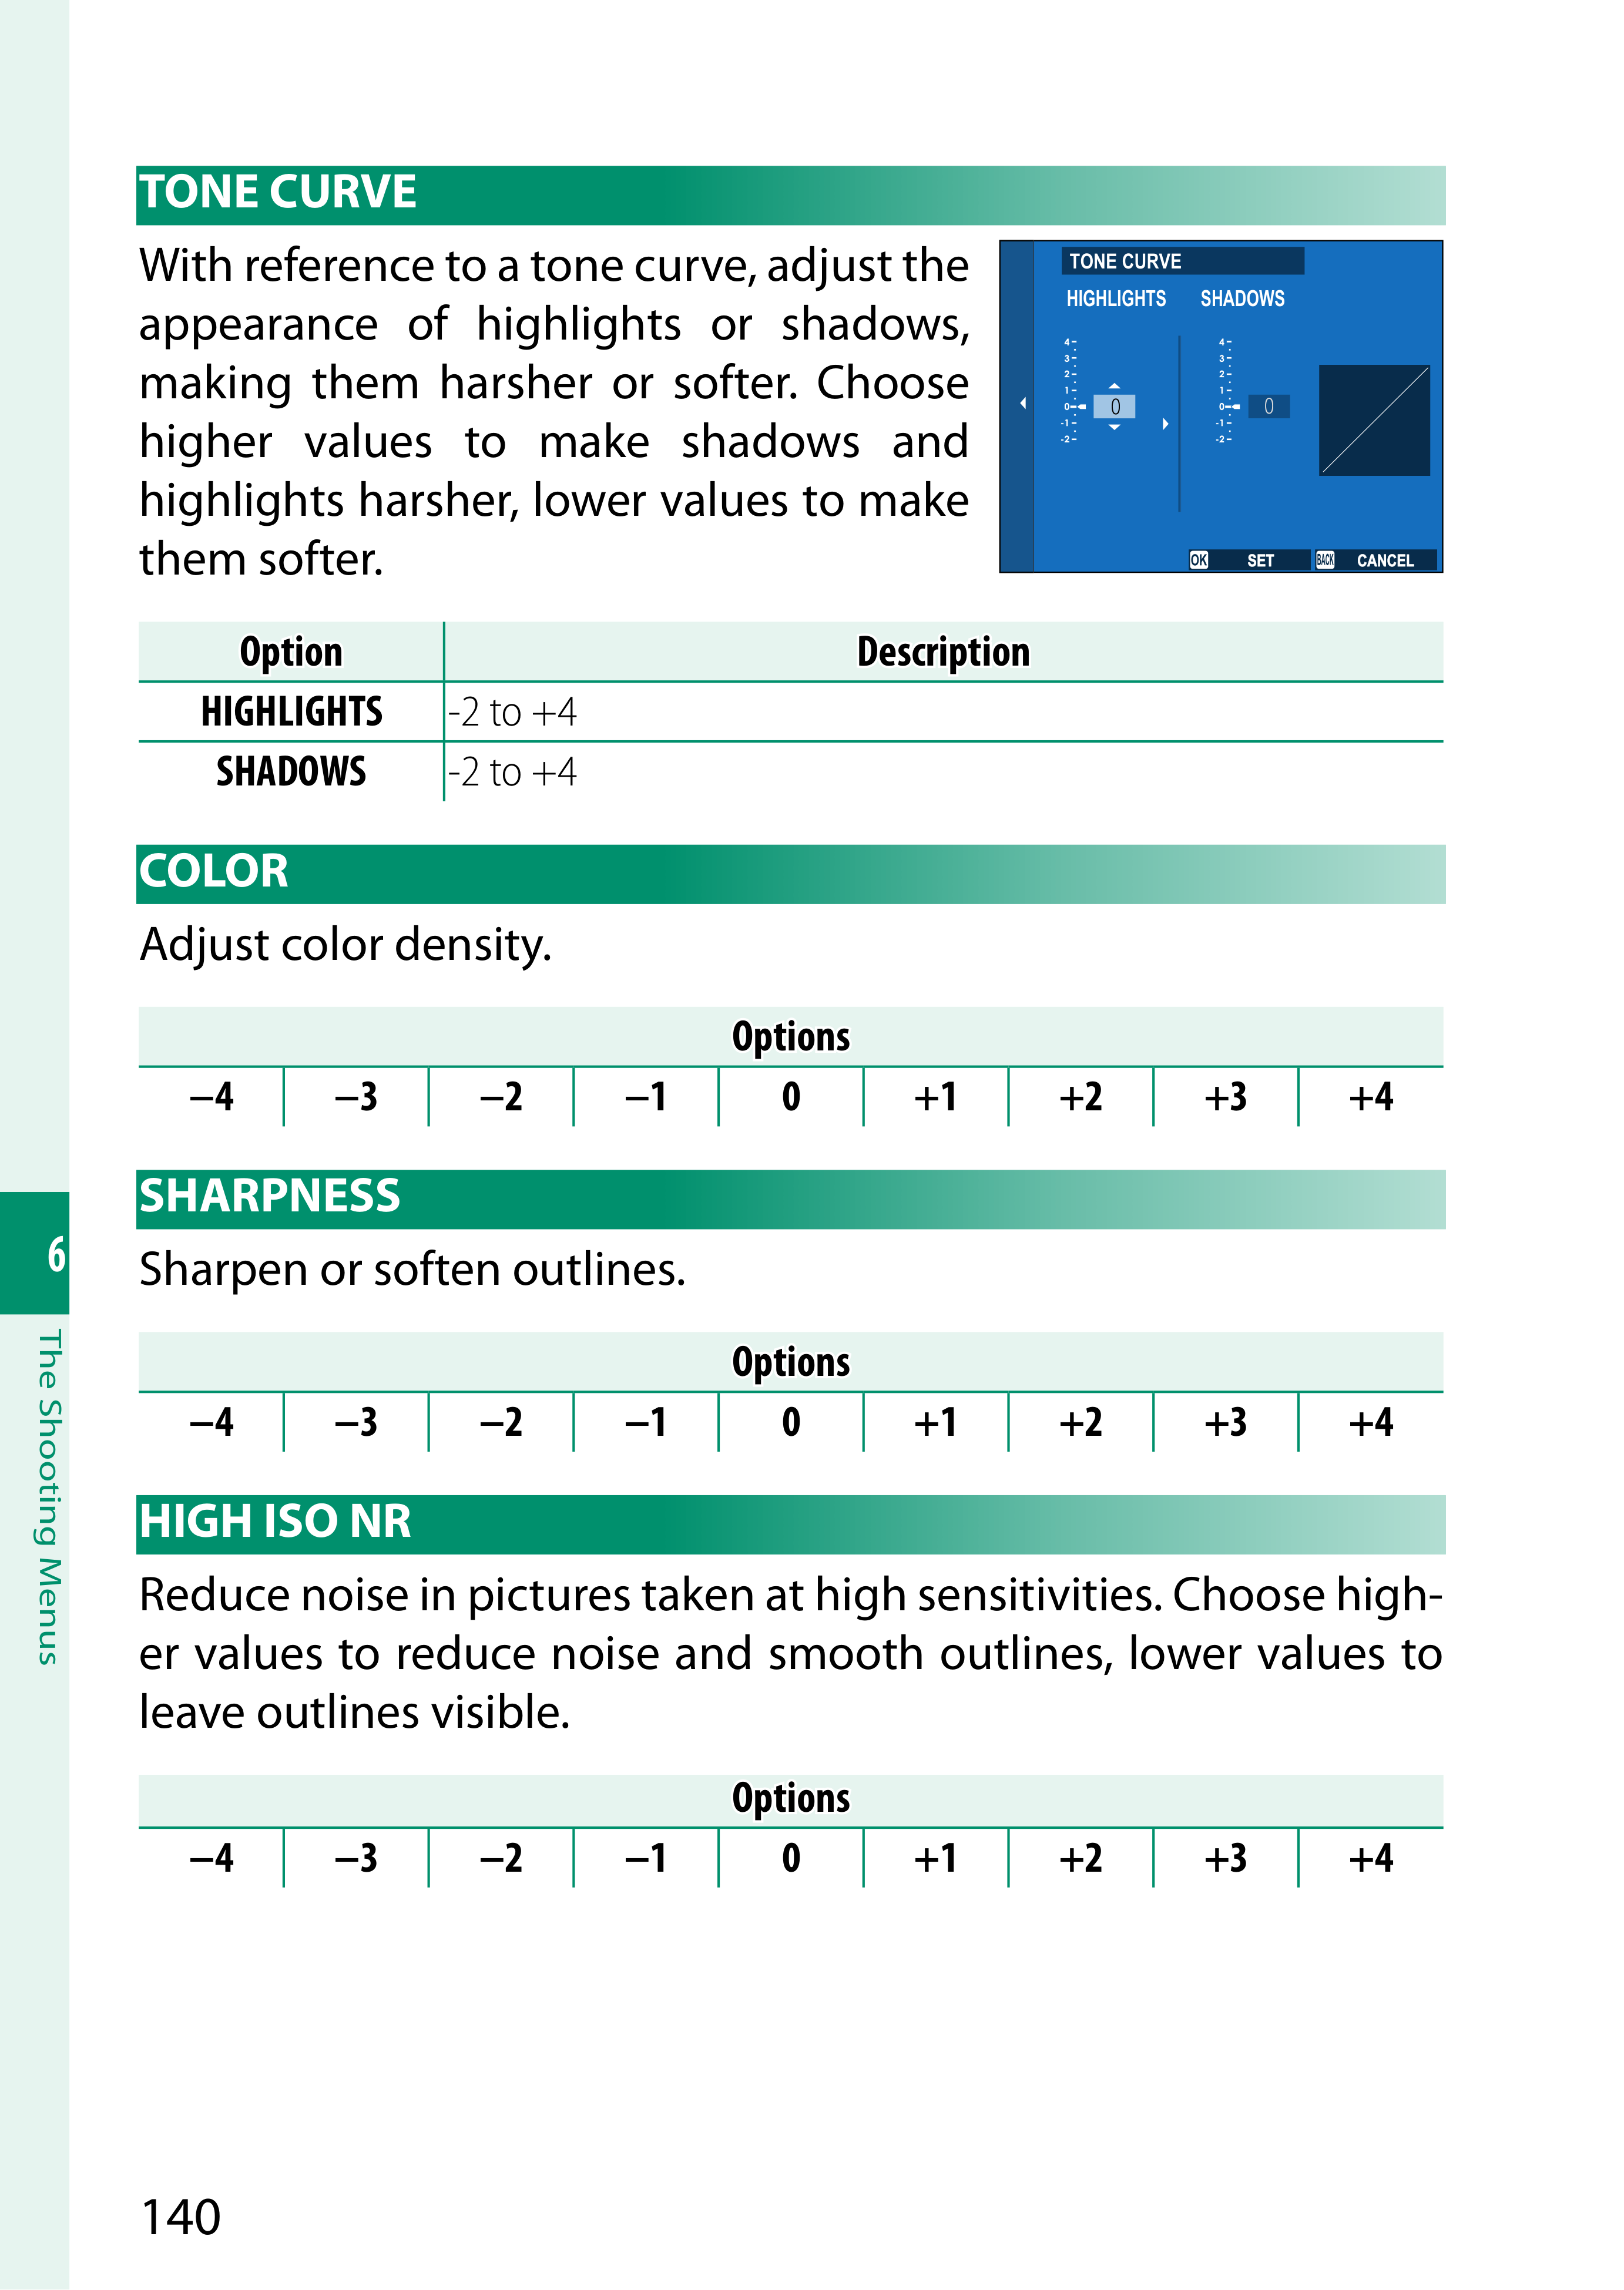 TONE CURVE
With reference to a tone curve, adjust the
appearance of highlights or shadows,
making them harsher or softer. Choose
higher values to make shadows and
highlights harsher, lower values to make
them softer.
TONE CURVE
HIGHLIGHTS SHADOWS
4 4
3 3
2 2
1 1
0 0 0 0
-1 -1
-2 -2
OK SET BACK CANCEL
Option Description
HIGHLIGHTS -2 to +4
SHADOWS -2 to +4
COLOR
Adjust color density.
Options
−4 −3 −2 −1 0 +1 +2 +3 +4
SHARPNESS
Sharpen or soften outlines.
Options
−4 −3 −2 −1 0 +1 +2 +3 +4
HIGH ISO NR
Reduce noise in pictures taken at high sensitivities. Choose high-
er values to reduce noise and smooth outlines, lower values to
leave outlines visible.
Options
−4 −3 −2 −1 0 +1 +2 +3 +4
6
The Shooting Menus
140